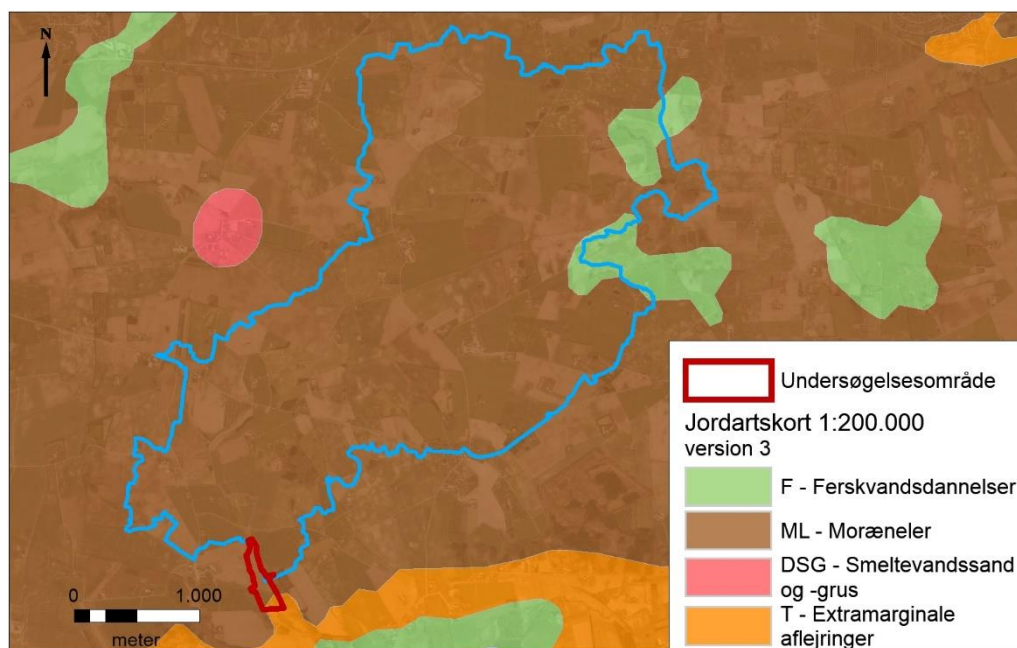 N
0
1.000
meter
Undersøgelsesområde
Jordartskort 1:200.000
version 3
F - Ferskvandsdannelser
ML - Moræneler
DSG - Smeltevandssand
og -grus
T - Extramarginale
aflejringer